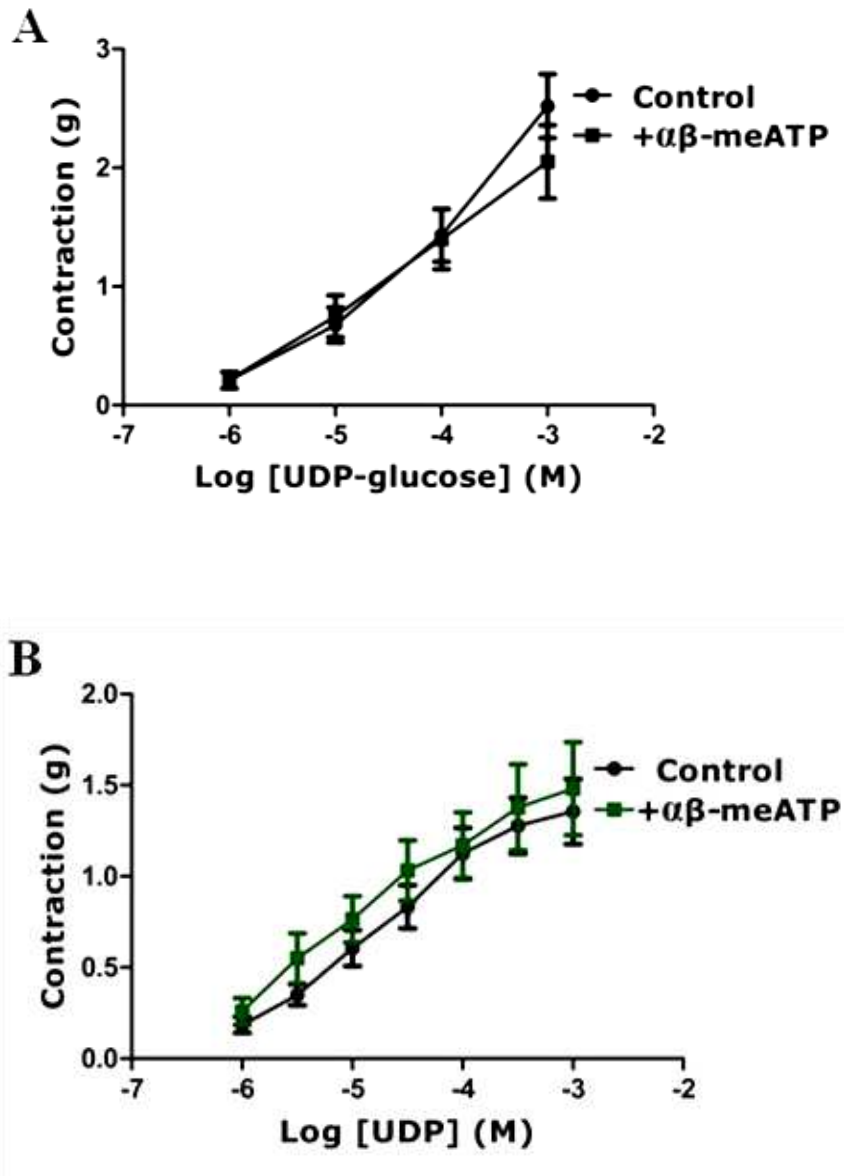 A
3
2
1
0
Contraction (g)
Control
+αβ-meATP
-7 -6 -5 -4 -3 -2
Log [UDP-glucose] (M)
B
2.0
1.5
1.0
0.5
0.0
Contraction (g)
Control
+αβ-meATP
-7 -6 -5 -4 -3 -2
Log [UDP] (M)